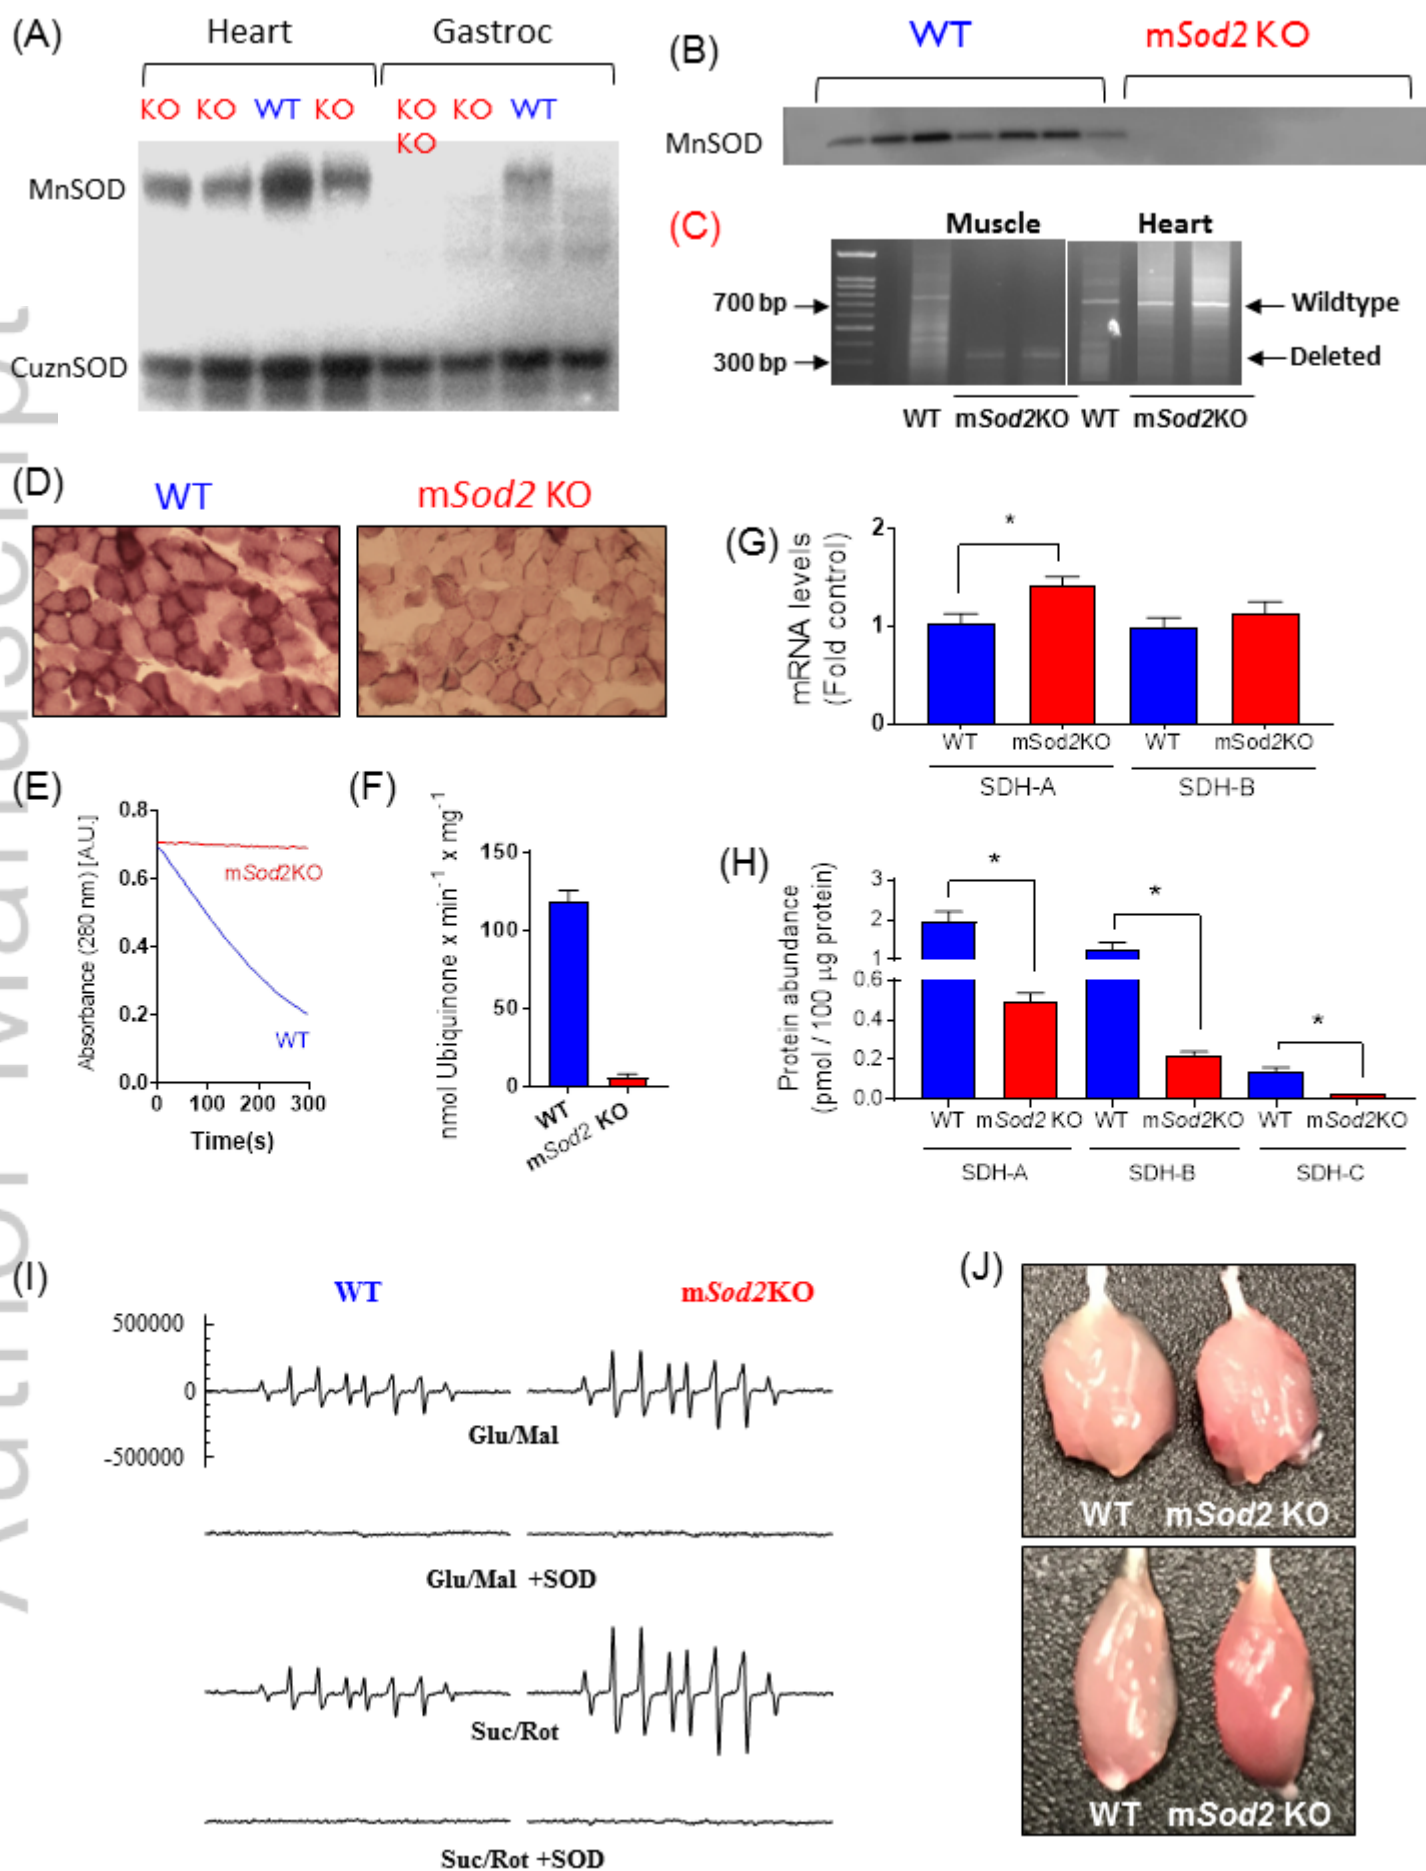 (A)
Heart Gastroc
KO KO WT KO KO KO WT
KO
MnSOD
CuznSOD
(B)
WT mSod2 KO
MnSOD
(C)
Muscle Heart
700 bp
300 bp
Wildtype
Deleted
WT mSod2KO WT mSod2KO
(D)
WT mSod2 KO
(E)
Absorbance (280 nm) [A.U.]
0.8
0.6
0.4
0.2
0.0
mSod2KO
WT
0 100 200 300
Time(s)
(F)
nmol Ubiquinone x min-1 x mg-1
150
100
50
0
WT
mSod2 KO
(G)
mRNA levels
(Fold control)
2
1
0
*
WT mSod2KO WT mSod2KO
SDH-A SDH-B
(H)
Protein abundance
(pmol / 100 µg protein)
3
2
1
0.6
0.4
0.2
0.0
* * *
WT mSod2 KO WT mSod2KO WT mSod2KO
SDH-A SDH-B SDH-C
(I)
WT mSod2KO
500000
0
-500000
Glu/Mal
Glu/Mal +SOD
Suc/Rot
Suc/Rot +SOD
(J)
WT mSod2 KO
WT mSod2 KO
Author Manuscript